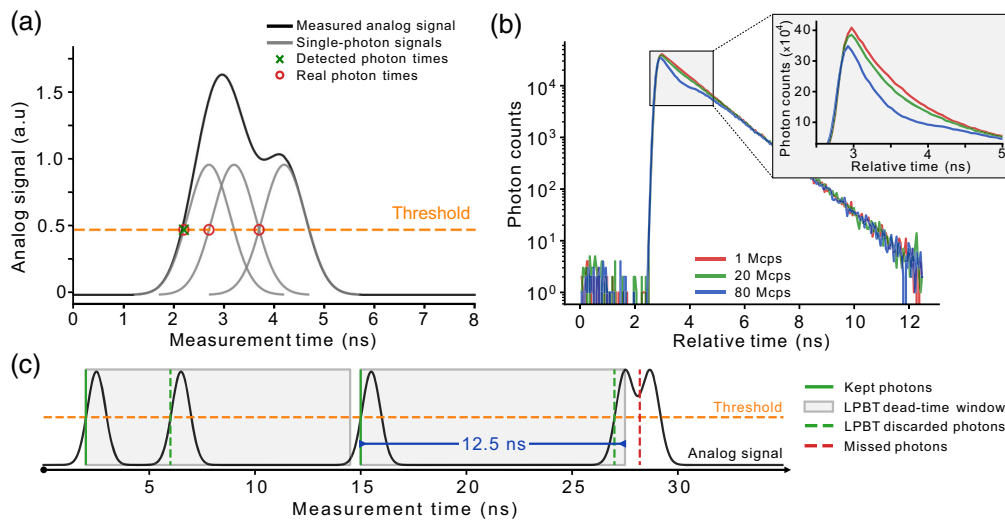 (a)
Measured analog signal
Single-photon signals
Detected photon times
Real photon times
Analog signal (a.u)
1.5
1.0
0.5
0
Threshold
0 1 2 3 4 5 6 7 8
Measurement time (ns)
(b)
Photon counts
10⁴
10³
10²
10¹
10⁰
1 Mcps
20 Mcps
80 Mcps
0 2 4 6 8 10 12
Relative time (ns)
Photon counts (x10⁴)
40
30
20
10
3 4 5
Relative time (ns)
(c)
Threshold
12.5 ns
Analog signal
5 10 15 20 25 30
Measurement time (ns)
Kept photons
LPBT dead-time window
LPBT discarded photons
Missed photons